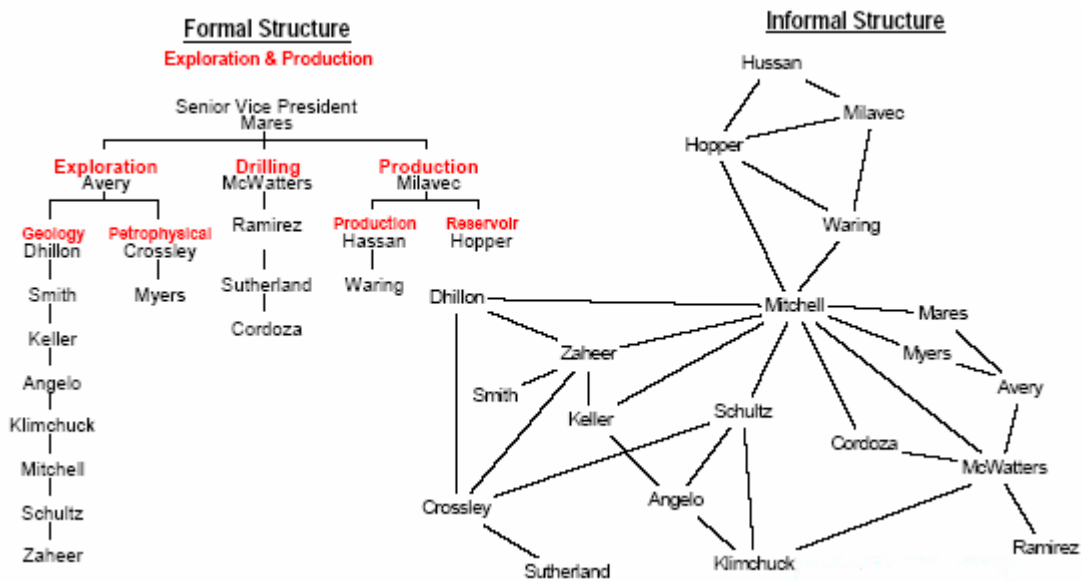 Formal Structure
Exploration & Production
Senior Vice President
Mares
Exploration Drilling Production
Avery McWatters Milavec
Geology Petrophysical Ramirez Production Reservoir
Dhillon Crossley Hassan Hopper
Smith Myers Sutherland Waring
Keller Cordoza
Angelo
Klimchuck
Mitchell
Schultz
Zaheer
Informal Structure
Hussan
Milavec
Hopper
Waring
Dhillon Mitchell Mares
Zaheer Myers
Smith Avery
Keller Schultz
Cordoza McWatters
Crossley Angelo
Sutherland Klimchuck Ramirez